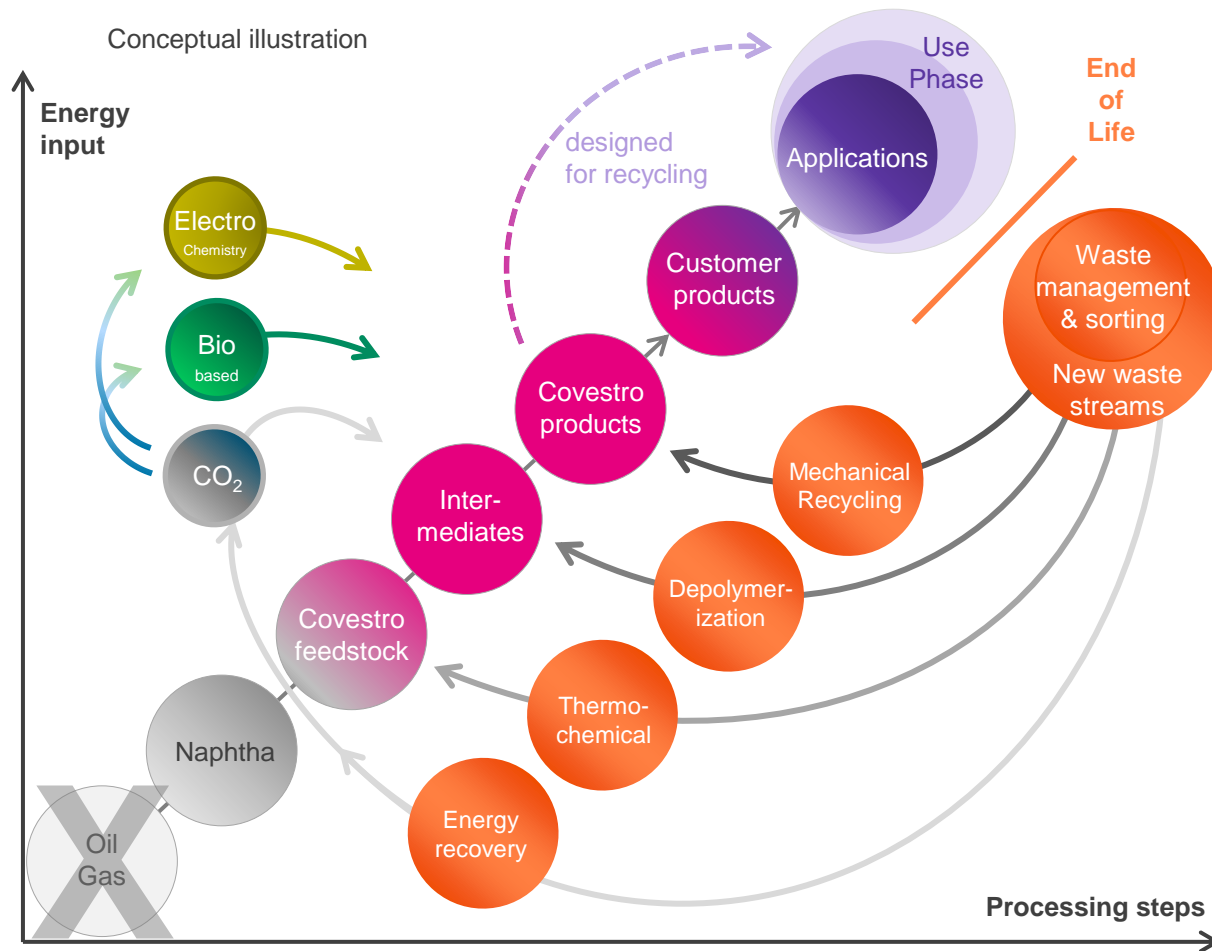 Conceptual illustration
Energy
input
Use
Phase
End
of
Life
designed
for recycling
Applications
Electro
Chemistry
Customer
products
Waste
management
& sorting
New waste
streams
Bio
based
Covestro
products
CO₂
Mechanical
Recycling
Inter-
mediates
Depolymer-
ization
Covestro
feedstock
Thermo-
chemical
Naphtha
Energy
recovery
Oil
Gas
Processing steps